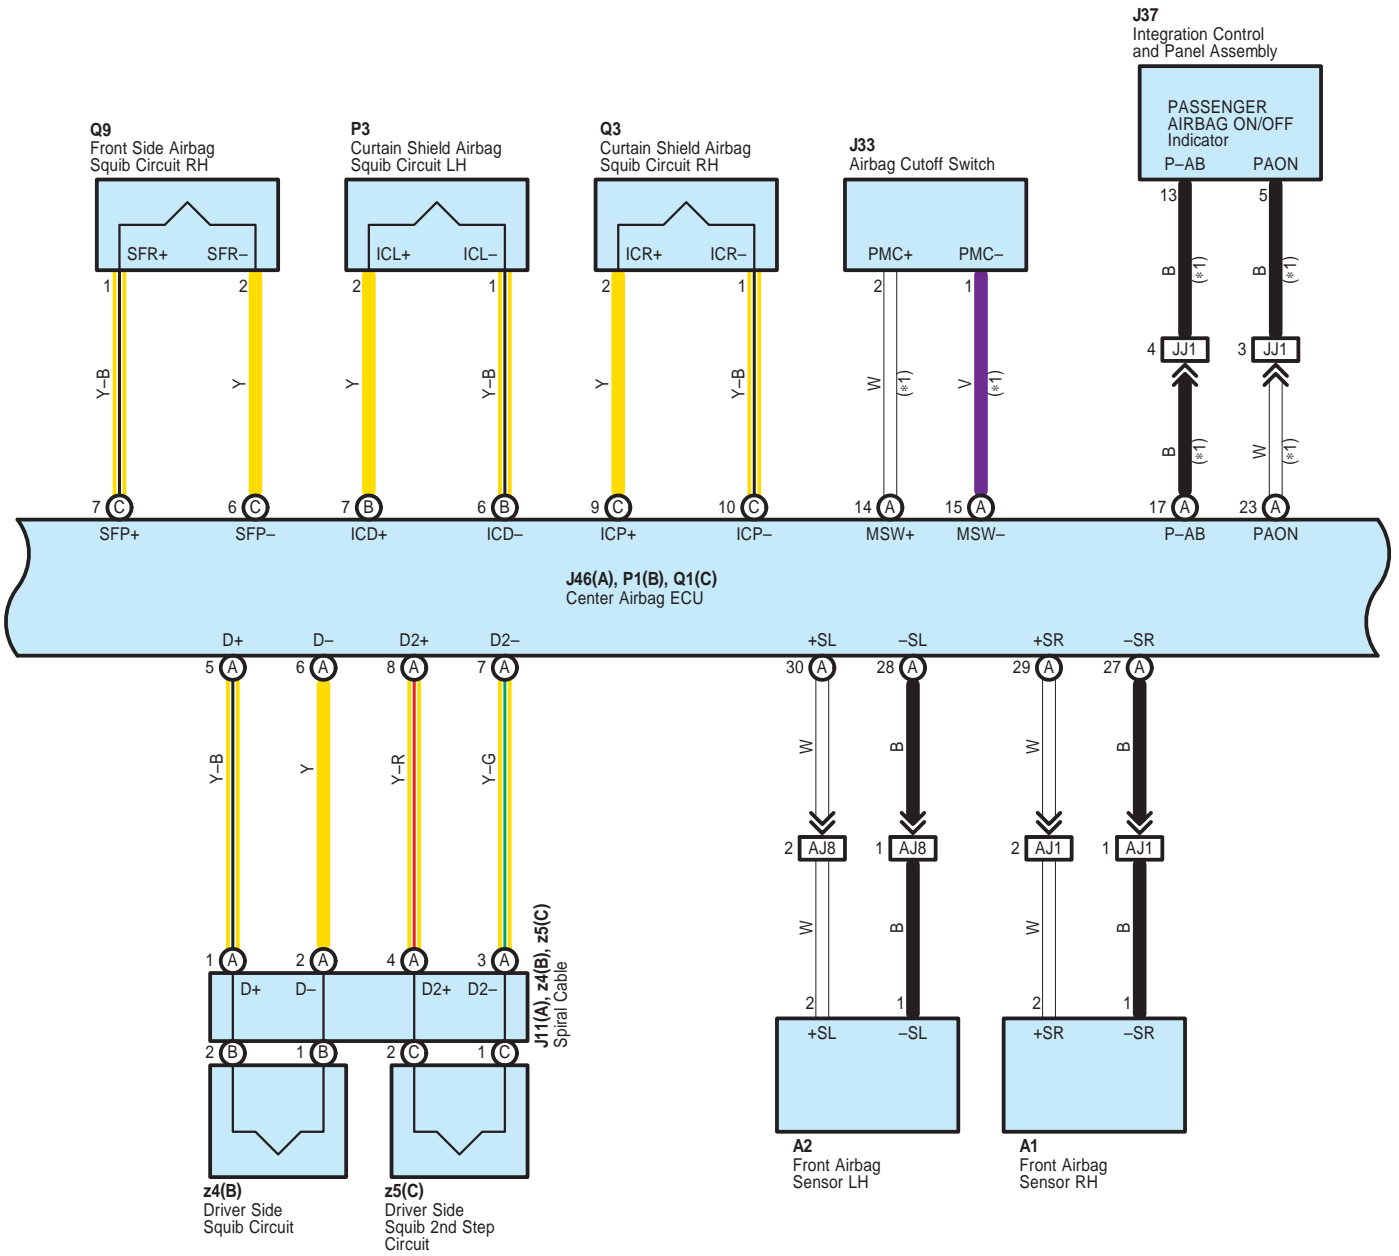 J37
Integration Control
and Panel Assembly
PASSENGER
AIRBAG ON/OFF
Indicator
P–AB PAON
Q9
Front Side Airbag
Squib Circuit RH
P3
Curtain Shield Airbag
Squib Circuit LH
Q3
Curtain Shield Airbag
Squib Circuit RH
J33
Airbag Cutoff Switch
SFR+ SFR– ICL+ ICL– ICR+ ICR– PMC+ PMC–
13 5
1 2 2 1 2 1 2 1
B (*1) B (*1)
4 JJ1 3 JJ1
Y–B Y Y Y–B Y Y–B W (*1) V (*1)
B (*1) W (*1)
7 C 6 C 7 B 6 B 9 C 10 C 14 A 15 A 17 A 23 A
SFP+ SFP– ICD+ ICD– ICP+ ICP– MSW+ MSW– P–AB PAON
J46(A), P1(B), Q1(C)
Center Airbag ECU
D+ D– D2+ D2– +SL –SL +SR –SR
5 A 6 A 8 A 7 A 30 A 28 A 29 A 27 A
Y–B Y Y–R Y–G W B W B
2 AJ8 1 AJ8 2 AJ1 1 AJ1
W B W B
1 A 2 A 4 A 3 A
D+ D– D2+ D2–
J11(A), z4(B), z5(C)
Spiral Cable
2 1 2 1
+SL –SL +SR –SR
2 B 1 B 2 C 1 C
A2
Front Airbag
Sensor LH
A1
Front Airbag
Sensor RH
z4(B)
Driver Side
Squib Circuit
z5(C)
Driver Side
Squib 2nd Step
Circuit